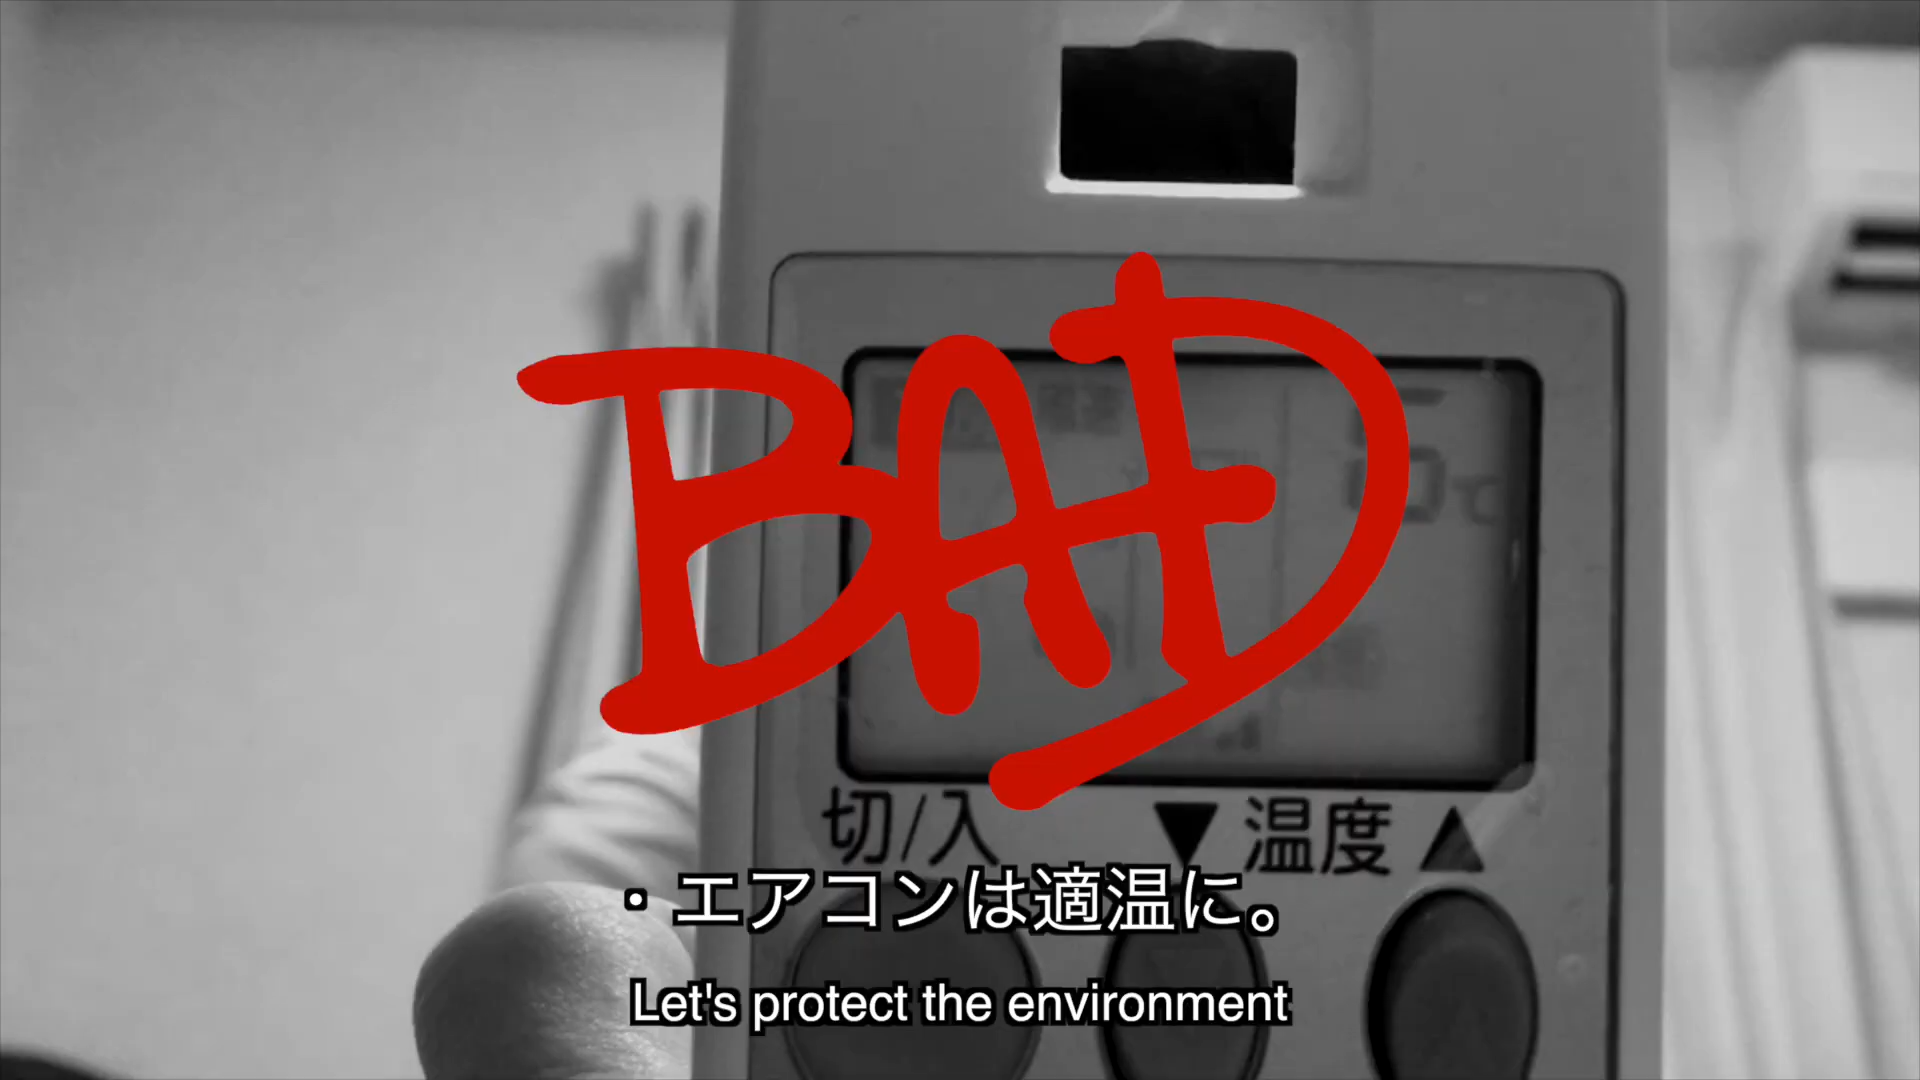 BAD
℃
切/入 ▼ 温度 ▲
・エアコンは適温に。
Let's protect the environment